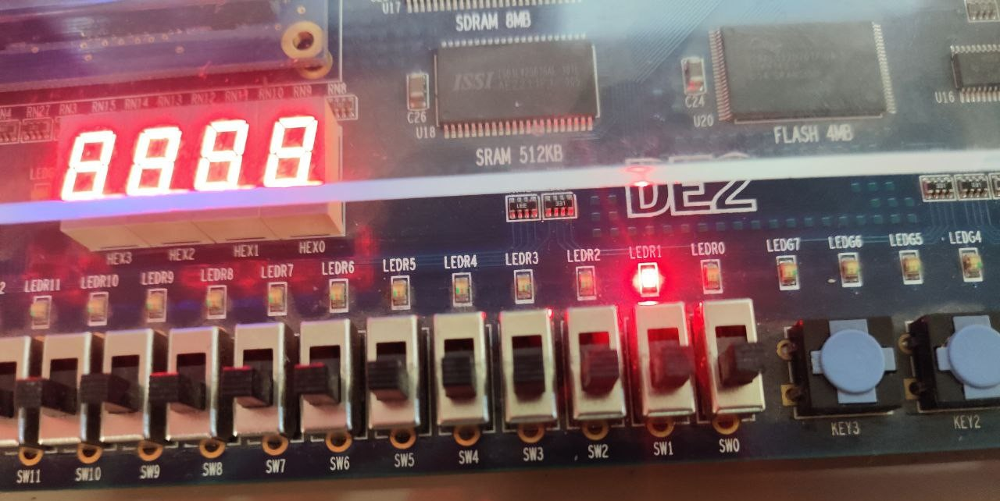 U17
SDRAM 8MB
ISSI
C26
U18
SRAM 512KB
C24
U20
FLASH 4MB
U16
RN27 RN3 RN15 RN14 RN13 RN12 RN11 RN10 RN9 RN8
8888
DE2
HEX3 HEX2 HEX1 HEX0
LEDR11 LEDR10 LEDR9 LEDR8 LEDR7 LEDR6 LEDR5 LEDR4 LEDR3 LEDR2 LEDR1 LEDR0 LEDG7 LEDG6 LEDG5 LEDG4
SW11 SW10 SW9 SW8 SW7 SW6 SW5 SW4 SW3 SW2 SW1 SW0 KEY3 KEY2